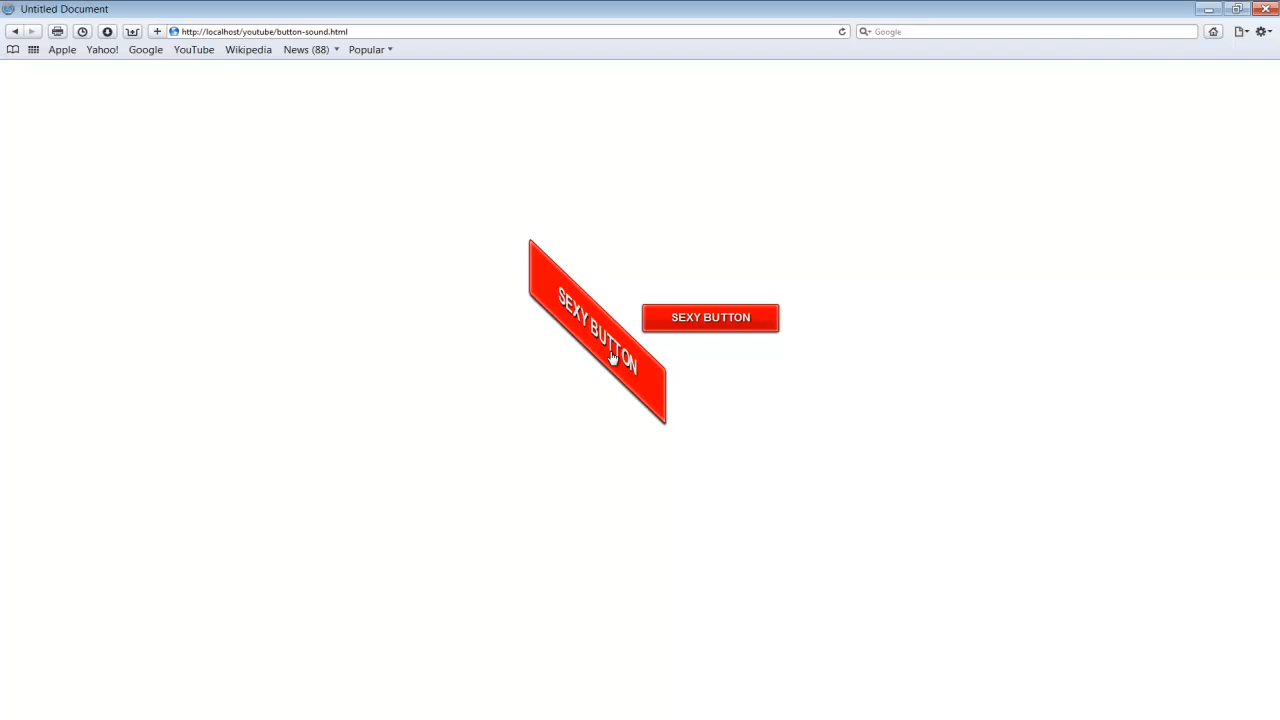 Untitled Document
http://localhost/youtube/button-sound.html
Google
Apple Yahoo! Google YouTube Wikipedia News (88) Popular
SEXY BUTTON
SEXY BUTTON